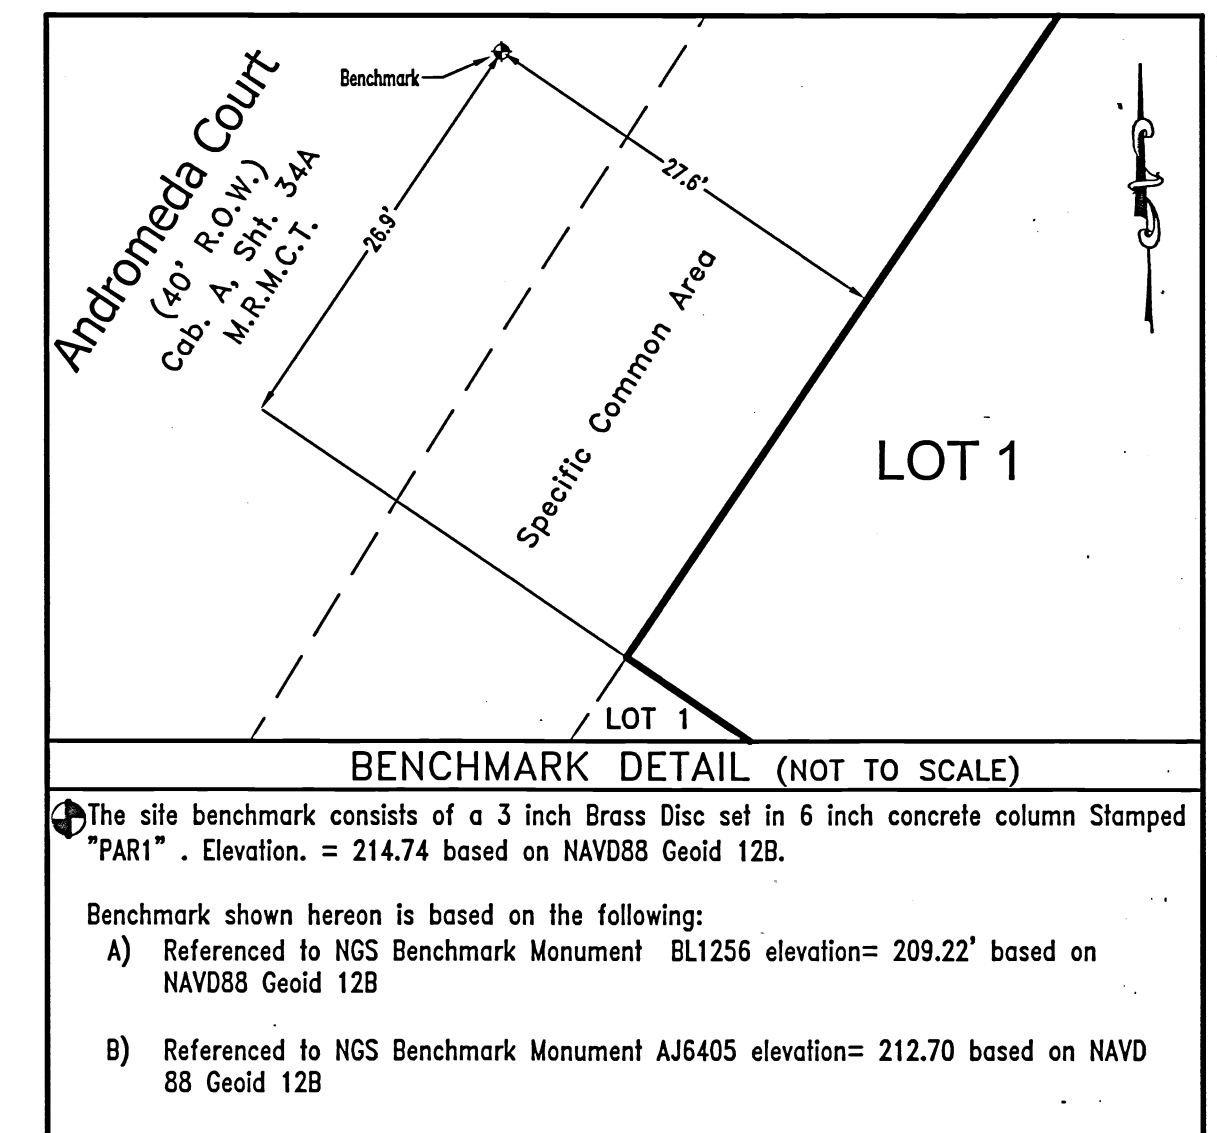 Benchmark
Andromeda Court
(40' R.O.W.)
Cab. A, Sht. 34A
M.R.M.C.T.
26.9'
27.6'
Specific Common Area
LOT 1
LOT 1
BENCHMARK DETAIL (NOT TO SCALE)
The site benchmark consists of a 3 inch Brass Disc set in 6 inch concrete column Stamped
"PAR1" . Elevation. = 214.74 based on NAVD88 Geoid 12B.
Benchmark shown hereon is based on the following:
A) Referenced to NGS Benchmark Monument BL1256 elevation= 209.22' based on
NAVD88 Geoid 12B
B) Referenced to NGS Benchmark Monument AJ6405 elevation= 212.70 based on NAVD
88 Geoid 12B